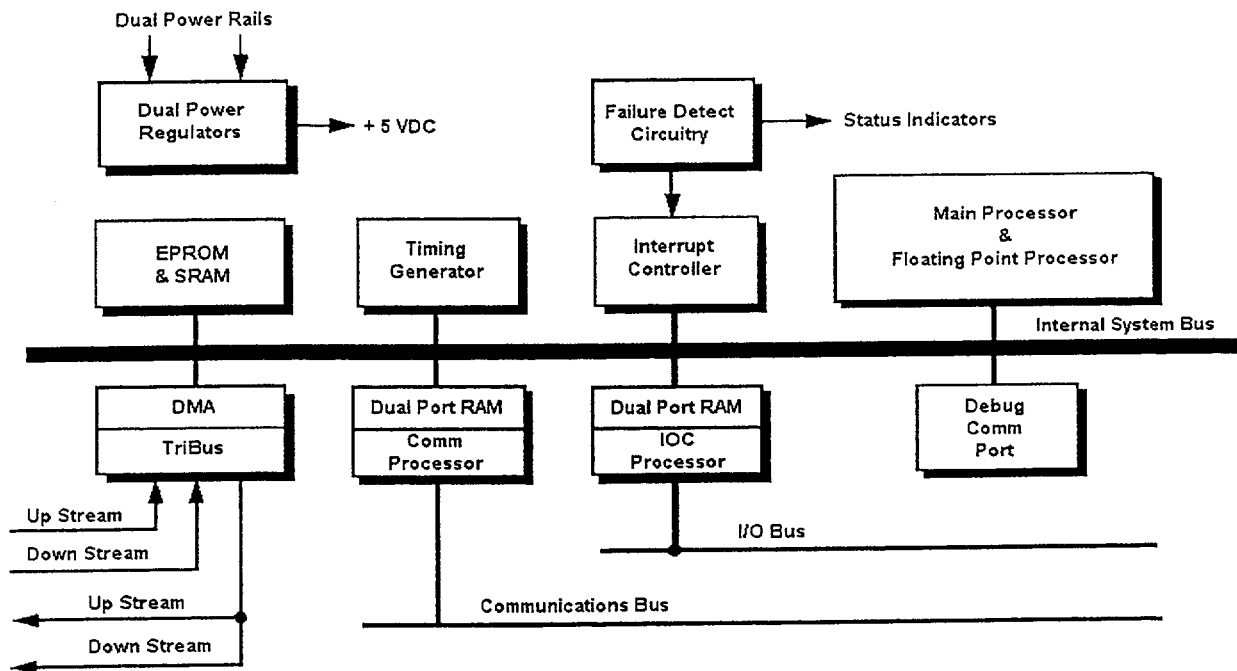 Dual Power Rails
Dual Power
Regulators
+ 5 VDC
Failure Detect
Circuitry
Status Indicators
EPROM
& SRAM
Timing
Generator
Interrupt
Controller
Main Processor
&
Floating Point Processor
Internal System Bus
DMA
TriBus
Dual Port RAM
Comm
Processor
Dual Port RAM
IOC
Processor
Debug
Comm
Port
Up Stream
Down Stream
I/O Bus
Up Stream
Down Stream
Communications Bus